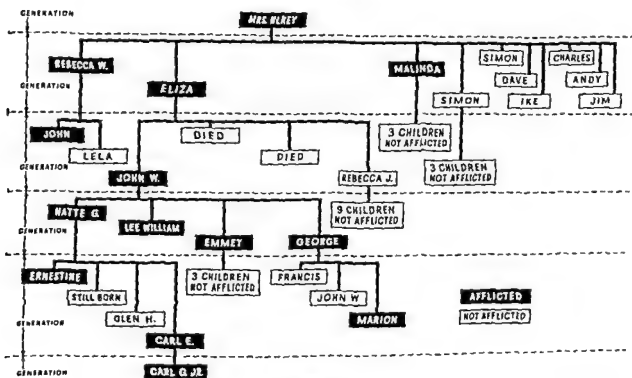 GENERATION
MRS. ULREY
REBECCA W.
ELIZA
MALINDA
SIMON
SIMON
DAVE
IKE
CHARLES
ANDY
JIM
GENERATION
JOHN
LELA
DIED
DIED
3 CHILDREN
NOT AFFLICTED
3 CHILDREN
NOT AFFLICTED
GENERATION
JOHN W.
REBECCA J.
9 CHILDREN
NOT AFFLICTED
LEE WILLIAM
EMMET
GEORGE
GENERATION
ERNESTINE
STILL BORN
GLEN H.
3 CHILDREN
NOT AFFLICTED
FRANCIS
JOHN W
MARION
AFFLICTED
NOT AFFLICTED
GENERATION
CARL E.
GENERATION
CARL O. JR.